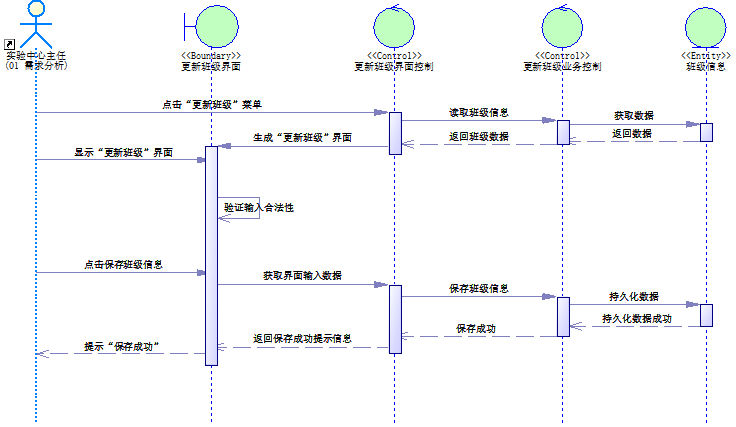 实验中心主任
(01 需求分析)
<<Boundary>>
更新班级界面
<<Control>>
更新班级界面控制
<<Control>>
更新班级业务控制
<<Entity>>
班级信息
点击“更新班级”菜单
读取班级信息
获取数据
返回数据
返回班级数据
生成“更新班级”界面
显示“更新班级”界面
验证输入合法性
点击保存班级信息
获取界面输入数据
保存班级信息
持久化数据
持久化数据成功
保存成功
返回保存成功提示信息
提示“保存成功”